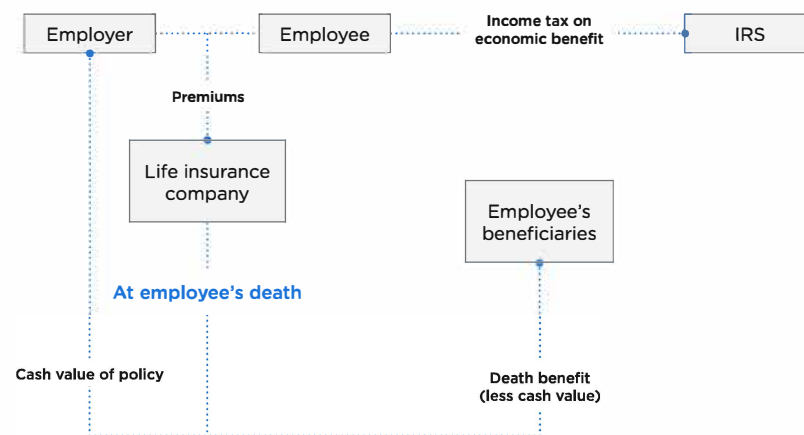 Employer
Employee
Income tax on
economic benefit
IRS
Premiums
Life insurance
company
Employee's
beneficiaries
At employee's death
Cash value of policy
Death benefit
(less cash value)